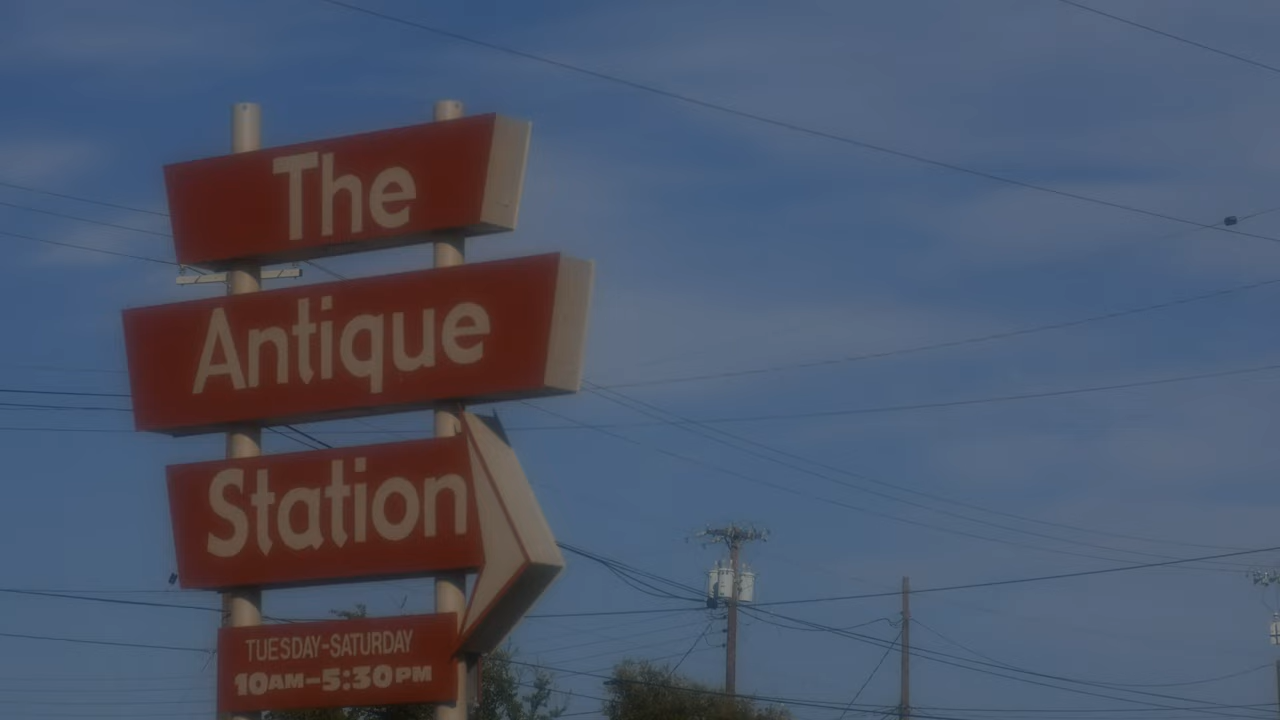 The
Antique
Station
TUESDAY-SATURDAY
10AM-5:30PM